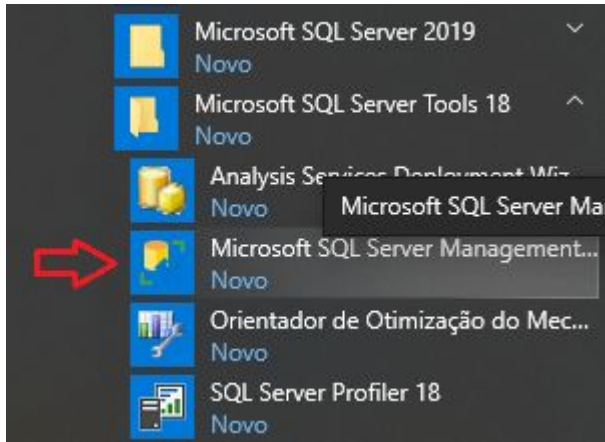 Microsoft SQL Server 2019
Novo
Microsoft SQL Server Tools 18
Novo
Analysis Services Deployment Wiz...
Novo
Microsoft SQL Server Ma
Microsoft SQL Server Management...
Novo
Orientador de Otimização do Mec...
Novo
SQL Server Profiler 18
Novo